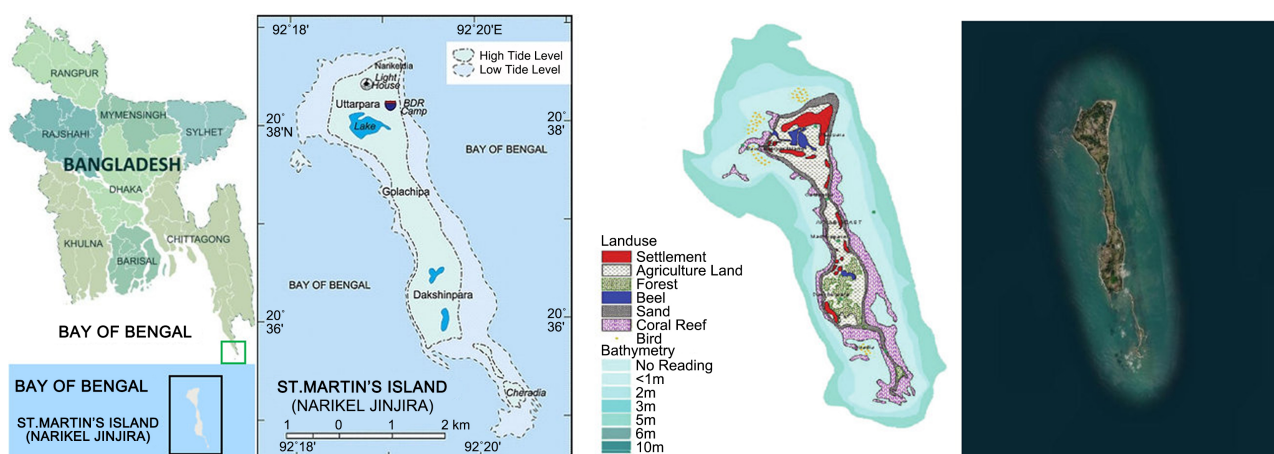 RANGPUR
MYMENSINGH
RAJSHAHI
SYLHET
BANGLADESH
DHAKA
KHULNA
CHITTAGONG
BARISAL
BAY OF BENGAL
BAY OF BENGAL
ST.MARTIN'S ISLAND
(NARIKEL JINJIRA)
92°18'
92°20'E
High Tide Level
Low Tide Level
Narikeldia
Light
House
Uttarpara
BDR
Camp
Lake
20°
38'N
20°
38'
BAY OF BENGAL
Golachipa
BAY OF BENGAL
Dakshinpara
20°
36'
20°
36'
ST.MARTIN'S ISLAND
(NARIKEL JINJIRA)
Cheradia
1 0 1 2 km
92°18'
92°20'
Landuse
Settlement
Agriculture Land
Forest
Beel
Sand
Coral Reef
Bird
Bathymetry
No Reading
<1m
2m
3m
5m
6m
10m